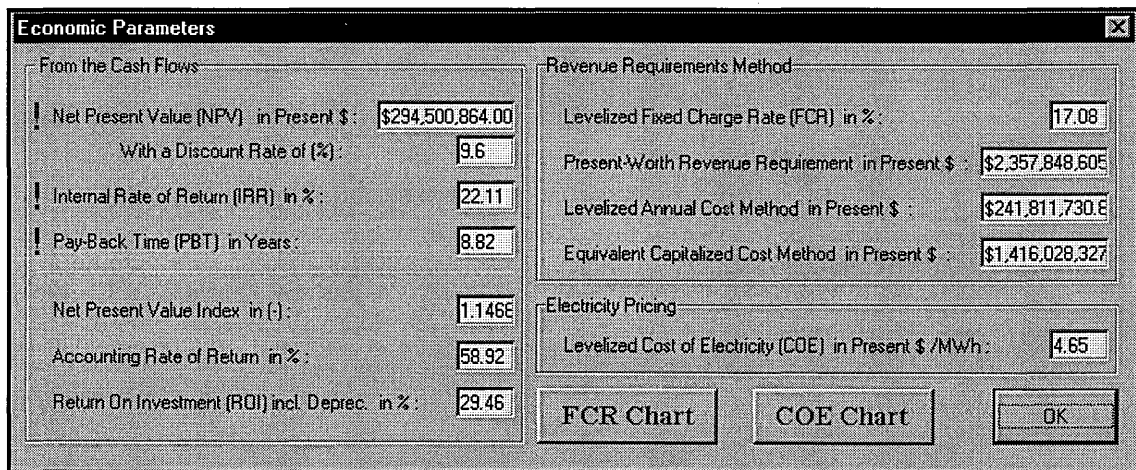 Economic Parameters
From the Cash Flows
! Net Present Value (NPV) in Present $ : $294,500,864.00
With a Discount Rate of (%) : 9.6
! Internal Rate of Return (IRR) in % : 22.11
! Pay-Back Time (PBT) in Years : 8.82
Net Present Value Index in (-) : 1.1468
Accounting Rate of Return in % : 58.92
Return On Investment (ROI) incl. Deprec. in % : 29.46
Revenue Requirements Method
Levelized Fixed Charge Rate (FCR) in % : 17.08
Present-Worth Revenue Requirement in Present $ : $2,357,848,605
Levelized Annual Cost Method in Present $ : $241,811,730.8
Equivalent Capitalized Cost Method in Present $ : $1,416,028,327
Electricity Pricing
Levelized Cost of Electricity (COE) in Present $ /MWh : 4.65
FCR Chart
COE Chart
OK